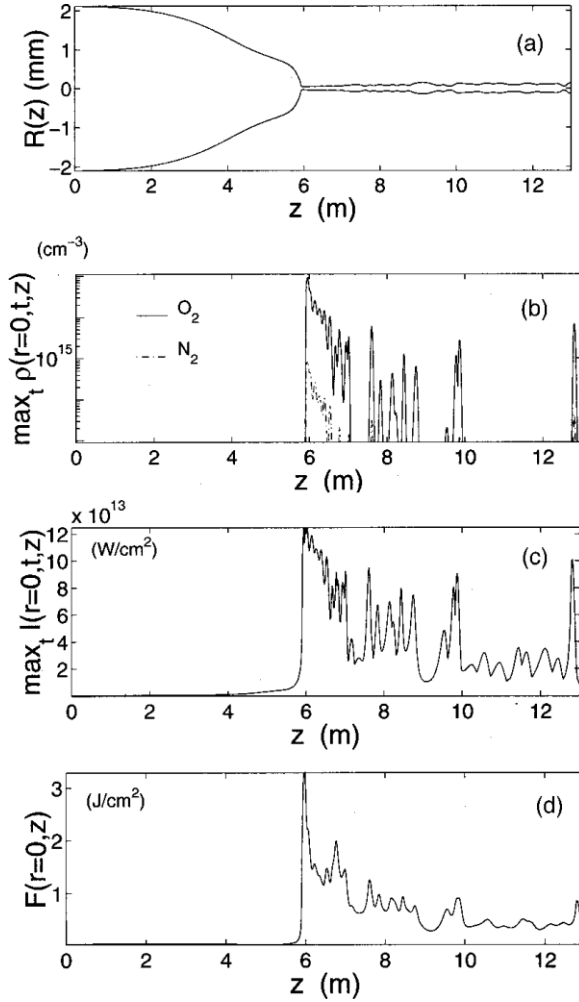 2
(a)
1
0
-1
-2
R(z) (mm)
0 2 4 6 8 10 12
z (m)
(cm⁻³)
(b)
O₂
N₂
10¹⁵
maxₜ ρ(r=0,t,z)
0 2 4 6 8 10 12
z (m)
x 10¹³
12
(W/cm²)
(c)
10
8
6
4
2
maxₜ I(r=0,t,z)
0 2 4 6 8 10 12
z (m)
3
(J/cm²)
(d)
2
1
F(r=0,z)
0 2 4 6 8 10 12
z (m)